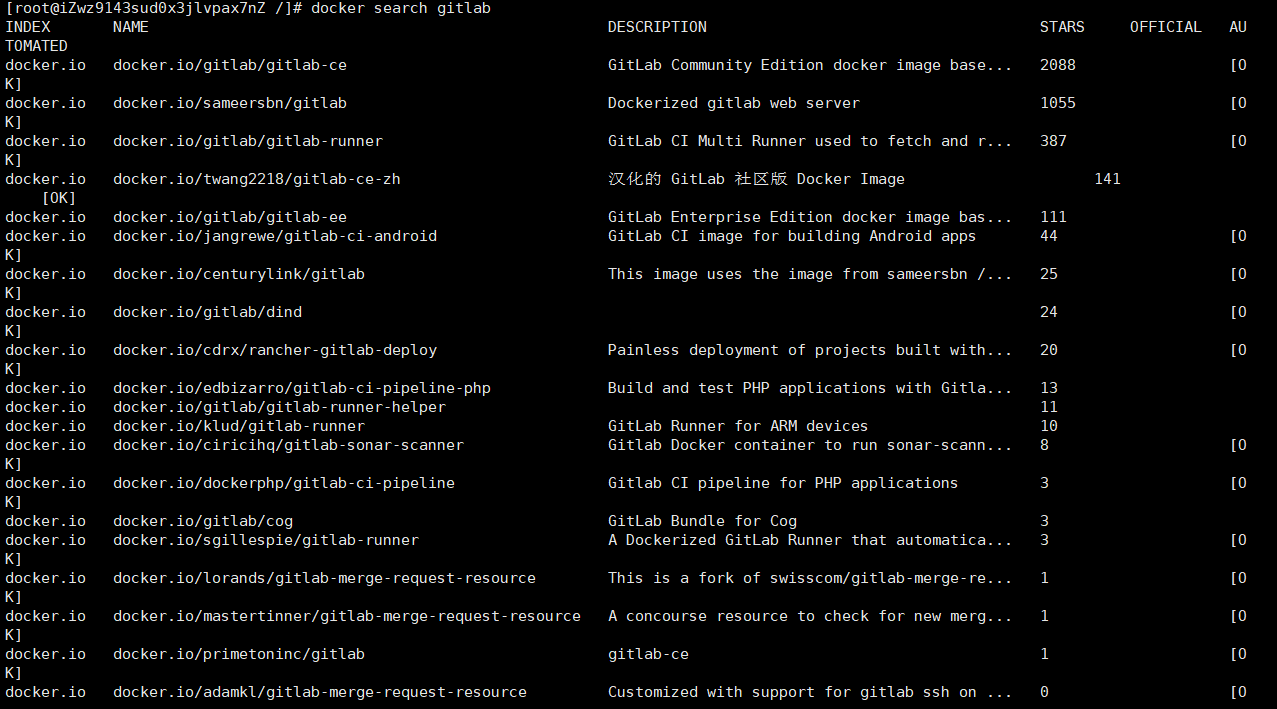 [root@iZwz9143sud0x3jlvpax7nZ /]# docker search gitlab
INDEX NAME DESCRIPTION STARS OFFICIAL AU
TOMATED
docker.io docker.io/gitlab/gitlab-ce GitLab Community Edition docker image base... 2088 [O
K]
docker.io docker.io/sameersbn/gitlab Dockerized gitlab web server 1055 [O
K]
docker.io docker.io/gitlab/gitlab-runner GitLab CI Multi Runner used to fetch and r... 387 [O
K]
docker.io docker.io/twang2218/gitlab-ce-zh 汉化的 GitLab 社区版 Docker Image 141
[OK]
docker.io docker.io/gitlab/gitlab-ee GitLab Enterprise Edition docker image bas... 111
docker.io docker.io/jangrewe/gitlab-ci-android GitLab CI image for building Android apps 44 [O
K]
docker.io docker.io/centurylink/gitlab This image uses the image from sameersbn /... 25 [O
K]
docker.io docker.io/gitlab/dind 24 [O
K]
docker.io docker.io/cdrx/rancher-gitlab-deploy Painless deployment of projects built with... 20 [O
K]
docker.io docker.io/edbizarro/gitlab-ci-pipeline-php Build and test PHP applications with Gitla... 13
docker.io docker.io/gitlab/gitlab-runner-helper 11
docker.io docker.io/klud/gitlab-runner GitLab Runner for ARM devices 10
docker.io docker.io/ciricihq/gitlab-sonar-scanner Gitlab Docker container to run sonar-scann... 8 [O
K]
docker.io docker.io/dockerphp/gitlab-ci-pipeline Gitlab CI pipeline for PHP applications 3 [O
K]
docker.io docker.io/gitlab/cog GitLab Bundle for Cog 3
docker.io docker.io/sgillespie/gitlab-runner A Dockerized GitLab Runner that automatica... 3 [O
K]
docker.io docker.io/lorands/gitlab-merge-request-resource This is a fork of swisscom/gitlab-merge-re... 1 [O
K]
docker.io docker.io/mastertinner/gitlab-merge-request-resource A concourse resource to check for new merg... 1 [O
K]
docker.io docker.io/primetoninc/gitlab gitlab-ce 1 [O
K]
docker.io docker.io/adamkl/gitlab-merge-request-resource Customized with support for gitlab ssh on ... 0 [O